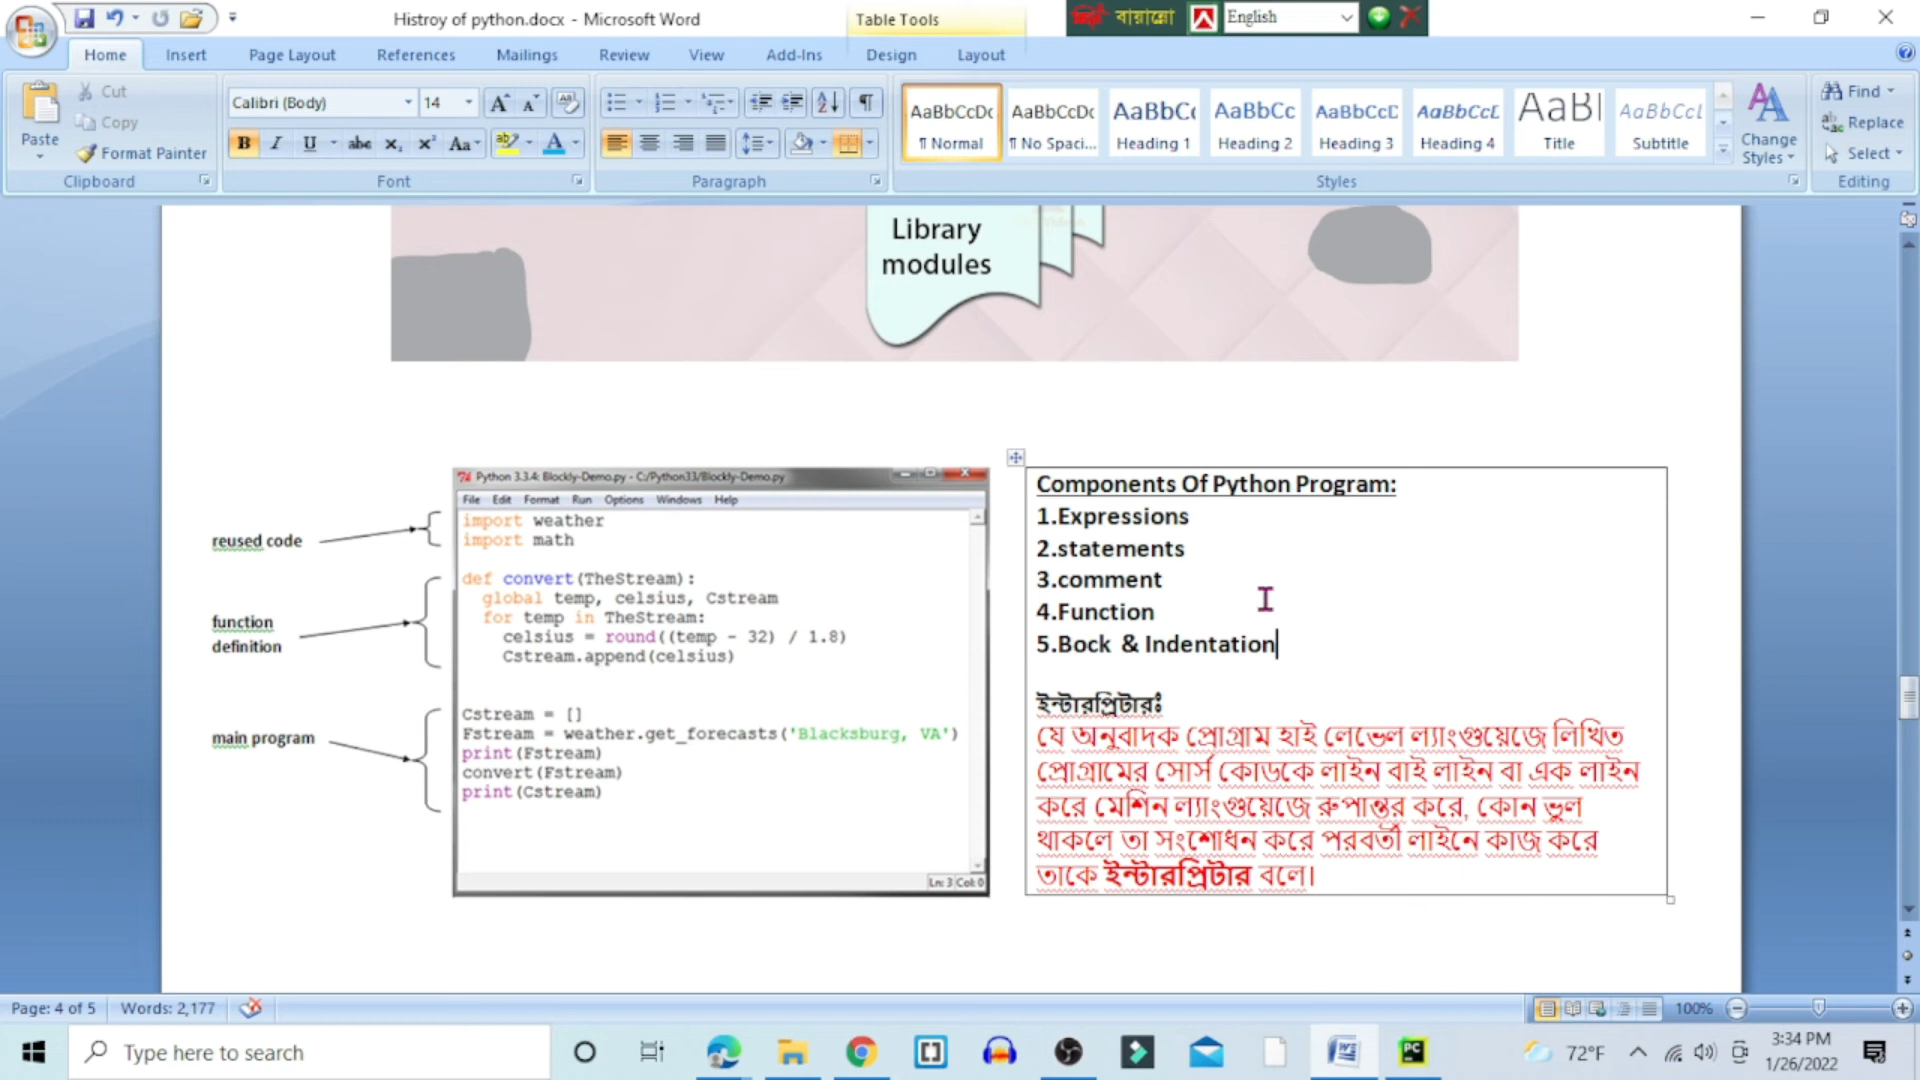 Histroy of python.docx - Microsoft Word
Table Tools
বায়ান্নো
English
Home Insert Page Layout References Mailings Review View Add-Ins Design Layout
Paste
Cut
Copy
Format Painter
Clipboard
Calibri (Body) 14
Font
Paragraph
AaBbCcDc AaBbCcDc AaBbCc AaBbCc AaBbCcD AaBbCcD AaBl AaBbCcL
¶ Normal ¶ No Spaci... Heading 1 Heading 2 Heading 3 Heading 4 Title Subtitle
Change
Styles
Styles
Find
Replace
Select
Editing
Library
modules
reused code
function
definition
main program
Python 3.3.4: Blockly-Demo.py - C:/Python33/Blockly-Demo.py
File Edit Format Run Options Windows Help
import weather
import math
def convert(TheStream):
global temp, celsius, Cstream
for temp in TheStream:
celsius = round((temp - 32) / 1.8)
Cstream.append(celsius)
Cstream = []
Fstream = weather.get_forecasts('Blacksburg, VA')
print(Fstream)
convert(Fstream)
print(Cstream)
Ln: 3 Col: 0
Components Of Python Program:
1.Expressions
2.statements
3.comment
4.Function
5.Bock & Indentation
ইন্টারপ্রিটারঃ
যে অনুবাদক প্রোগ্রাম হাই লেভেল ল্যাংগুয়েজে লিখিত
প্রোগ্রামের সোর্স কোডকে লাইন বাই লাইন বা এক লাইন
করে মেশিন ল্যাংগুয়েজে রুপান্তর করে, কোন ভুল
থাকলে তা সংশোধন করে পরবর্তী লাইনে কাজ করে
তাকে ইন্টারপ্রিটার বলে।
Page: 4 of 5 Words: 2,177
100%
Type here to search
72°F
3:34 PM
1/26/2022